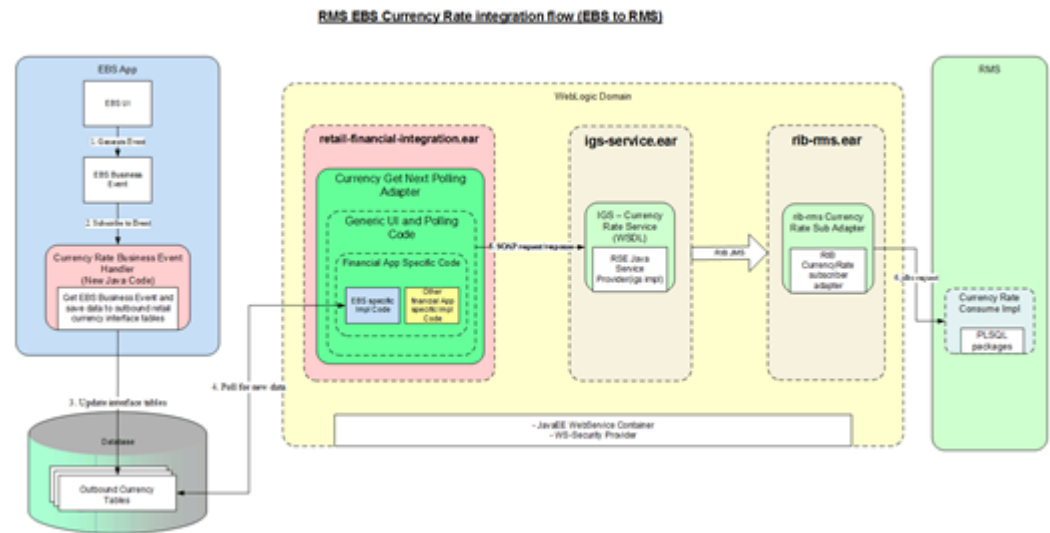 RMS EBS Currency Rate integration flow (EBS to RMS)
EBS App
EBS UI
1. Generate Event
EBS Business
Event
2. Subscribe to Event
Currency Rate Business Event
Handler
(New Java Code)
Get EBS Business Event and
save data to outbound retail
currency interface tables
3. Update interface tables
Database
Outbound Currency
Tables
4. Poll for new data
WebLogic Domain
retail-financial-integration.ear
Currency Get Next Polling
Adapter
Generic UI and Polling
Code
Financial App Specific Code
EBS specific
Impl Code
Other
financial App
specific Impl
Code
5. SOAP request/response
igs-service.ear
IGS – Currency
Rate Service
(WSDL)
RSE Java
Service
Provider(igs impl)
RIB JMS
rib-rms.ear
rib-rms Currency
Rate Sub Adapter
RIB
Currency/Rate
subscriber
adapter
- JavaEE WebService Container
- WS-Security Provider
RMS
Currency Rate
Consume Impl
PLSQL
packages